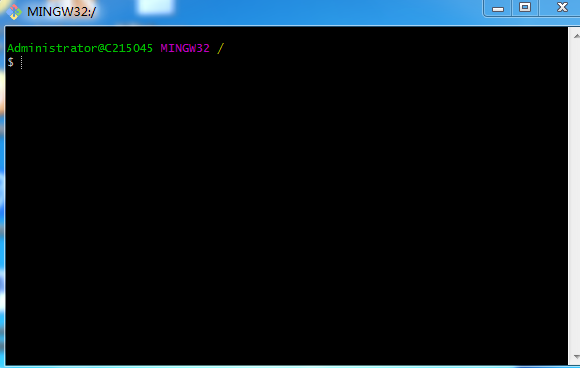 MINGW32:/
Administrator@C215045 MINGW32 /
$